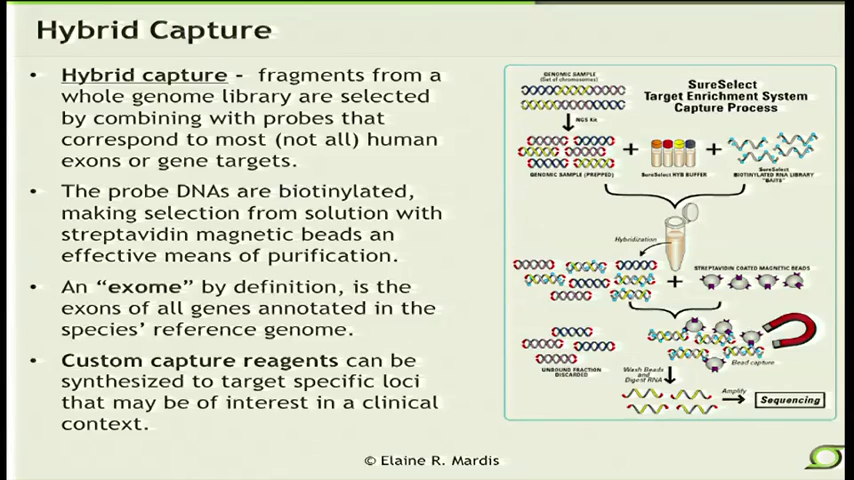 Hybrid Capture
• Hybrid capture - fragments from a
whole genome library are selected
by combining with probes that
correspond to most (not all) human
exons or gene targets.
• The probe DNAs are biotinylated,
making selection from solution with
streptavidin magnetic beads an
effective means of purification.
• An “exome” by definition, is the
exons of all genes annotated in the
species’ reference genome.
• Custom capture reagents can be
synthesized to target specific loci
that may be of interest in a clinical
context.
GENOMIC SAMPLE
(Set of chromosomes)
SureSelect
Target Enrichment System
Capture Process
NGS Kit
+
+
GENOMIC SAMPLE (PREPPED)
SureSelect HYB BUFFER
SureSelect
BIOTINYLATED RNA LIBRARY
"BAITS"
Hybridization
STREPTAVIDIN COATED MAGNETIC BEADS
+
UNBOUND FRACTION
DISCARDED
Bead capture
Wash Beads
and
Digest RNA
Amplify
Sequencing
© Elaine R. Mardis